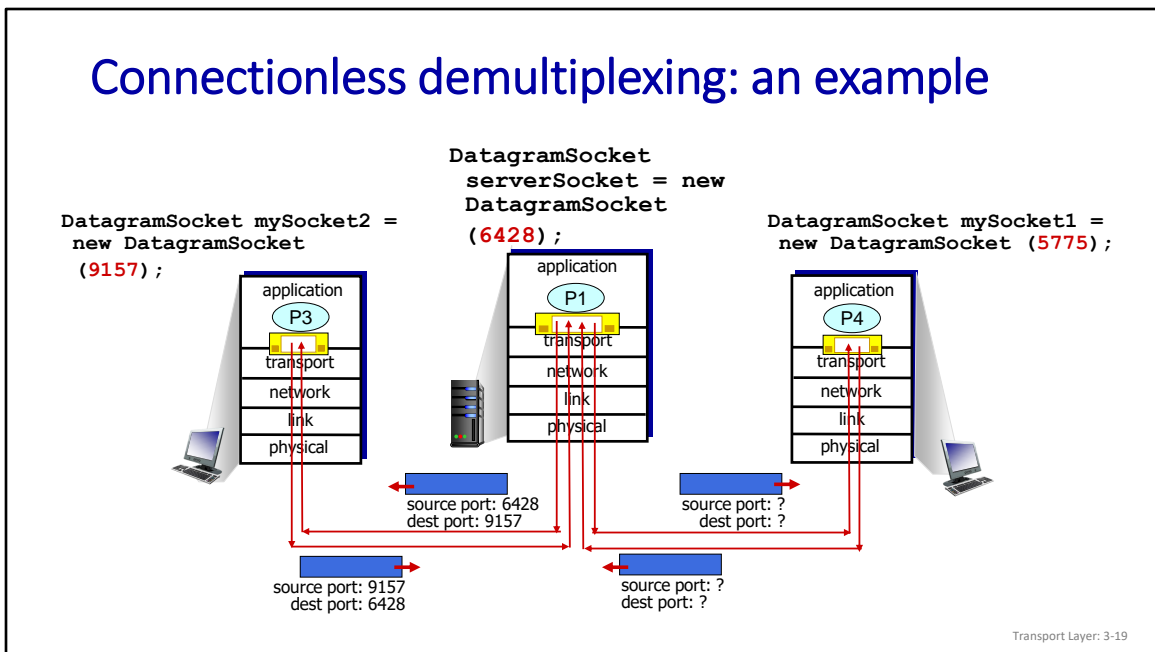 Connectionless demultiplexing: an example
DatagramSocket
serverSocket = new
DatagramSocket
(6428);
DatagramSocket mySocket2 =
new DatagramSocket
(9157);
DatagramSocket mySocket1 =
new DatagramSocket (5775);
application
P3
transport
network
link
physical
application
P1
transport
network
link
physical
application
P4
transport
network
link
physical
source port: 6428
dest port: 9157
source port: ?
dest port: ?
source port: 9157
dest port: 6428
source port: ?
dest port: ?
Transport Layer: 3-19